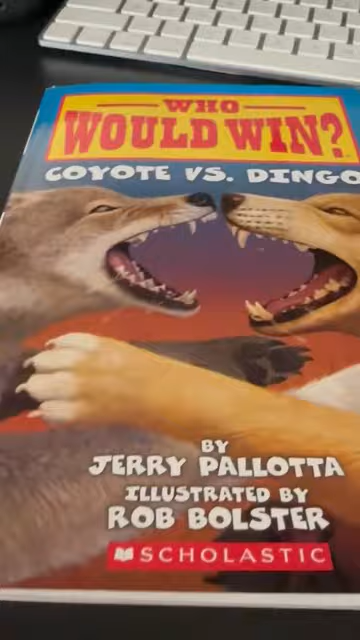 WHO
WOULD WIN?
COYOTE VS. DINGO
BY
JERRY PALLOTTA
ILLUSTRATED BY
ROB BOLSTER
SCHOLASTIC